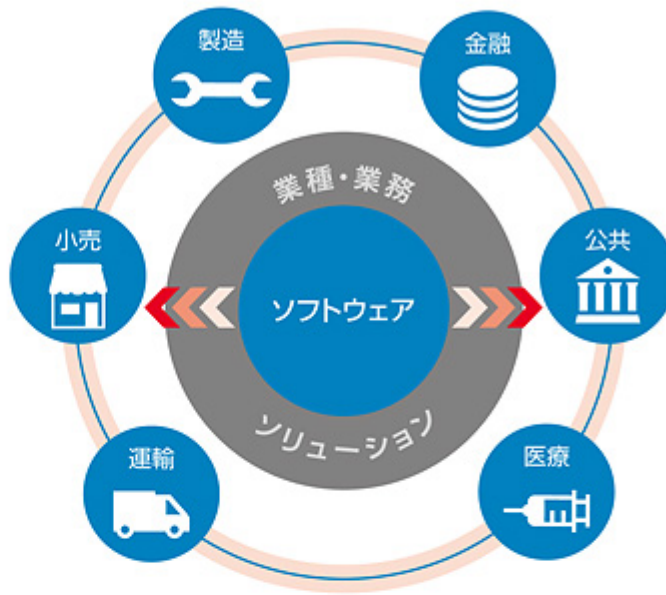 製造
金融
業種・業務
小売
公共
ソフトウェア
ソリューション
運輸
医療